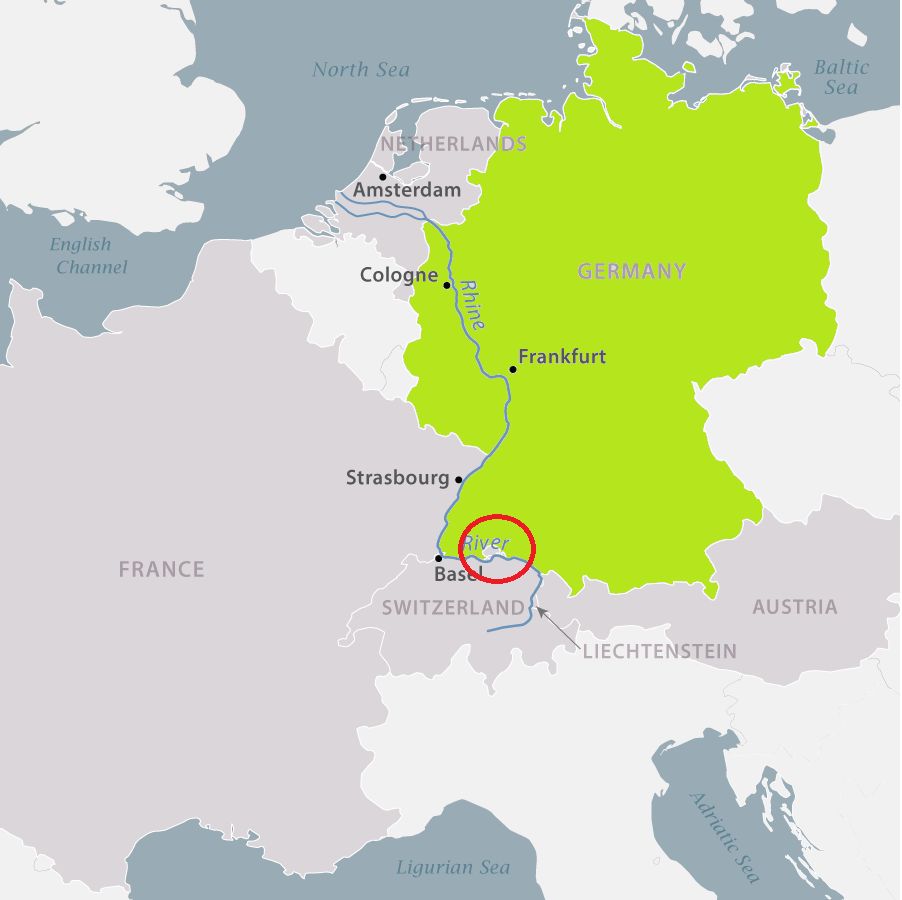 North Sea
Baltic
Sea
NETHERLANDS
Amsterdam
English
Channel
Cologne
Rhine
GERMANY
Frankfurt
Strasbourg
River
Basel
FRANCE
SWITZERLAND
AUSTRIA
LIECHTENSTEIN
Adriatic Sea
Ligurian Sea